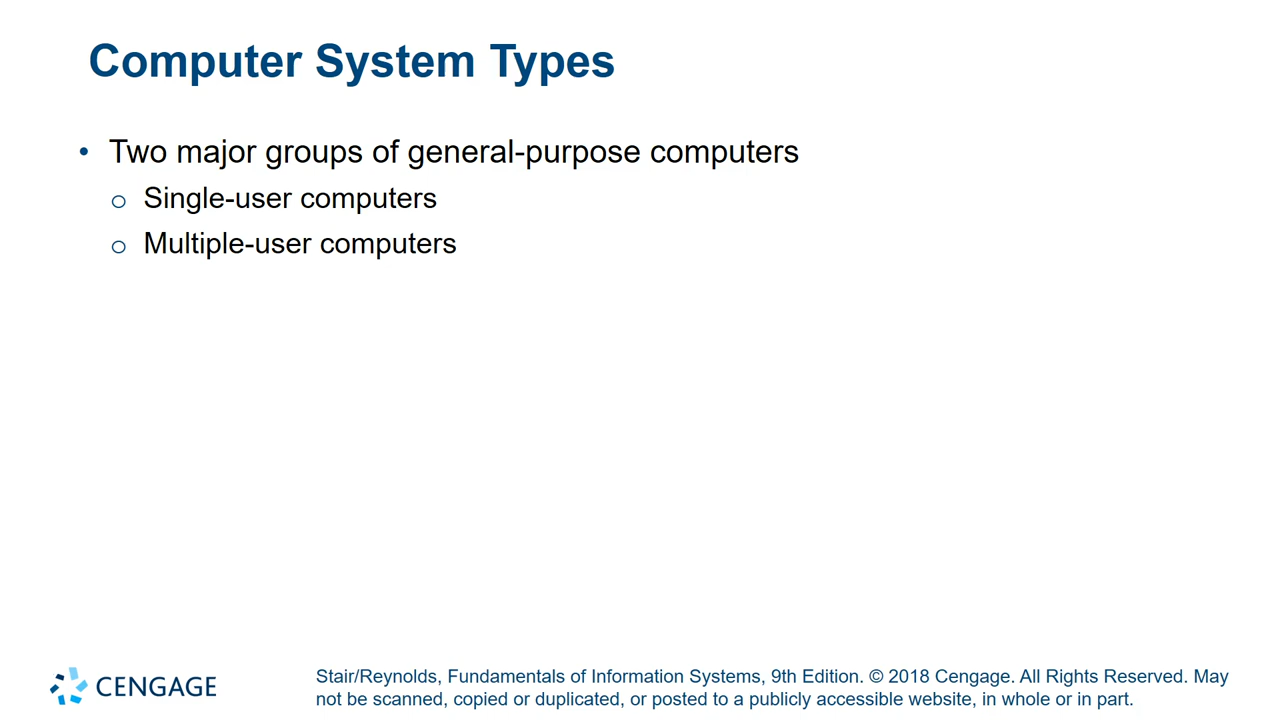 Computer System Types
• Two major groups of general-purpose computers
o Single-user computers
o Multiple-user computers
CENGAGE
Stair/Reynolds, Fundamentals of Information Systems, 9th Edition. © 2018 Cengage. All Rights Reserved. May
not be scanned, copied or duplicated, or posted to a publicly accessible website, in whole or in part.